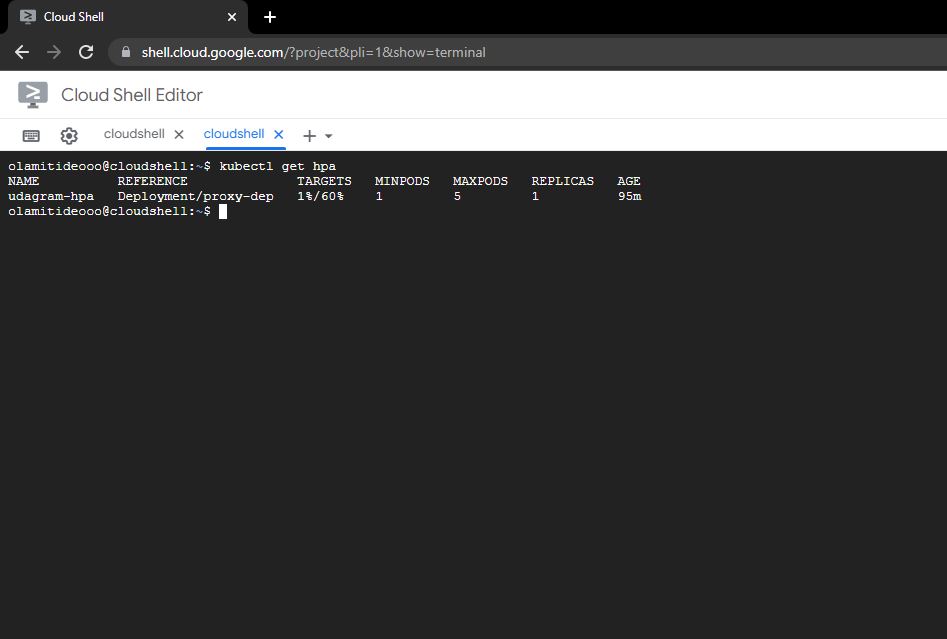 Cloud Shell
shell.cloud.google.com/?project&pli=1&show=terminal
Cloud Shell Editor
cloudshell cloudshell
olamitideooo@cloudshell:~$ kubectl get hpa
NAME REFERENCE TARGETS MINPODS MAXPODS REPLICAS AGE
udagram-hpa Deployment/proxy-dep 1%/60% 1 5 1 95m
olamitideooo@cloudshell:~$